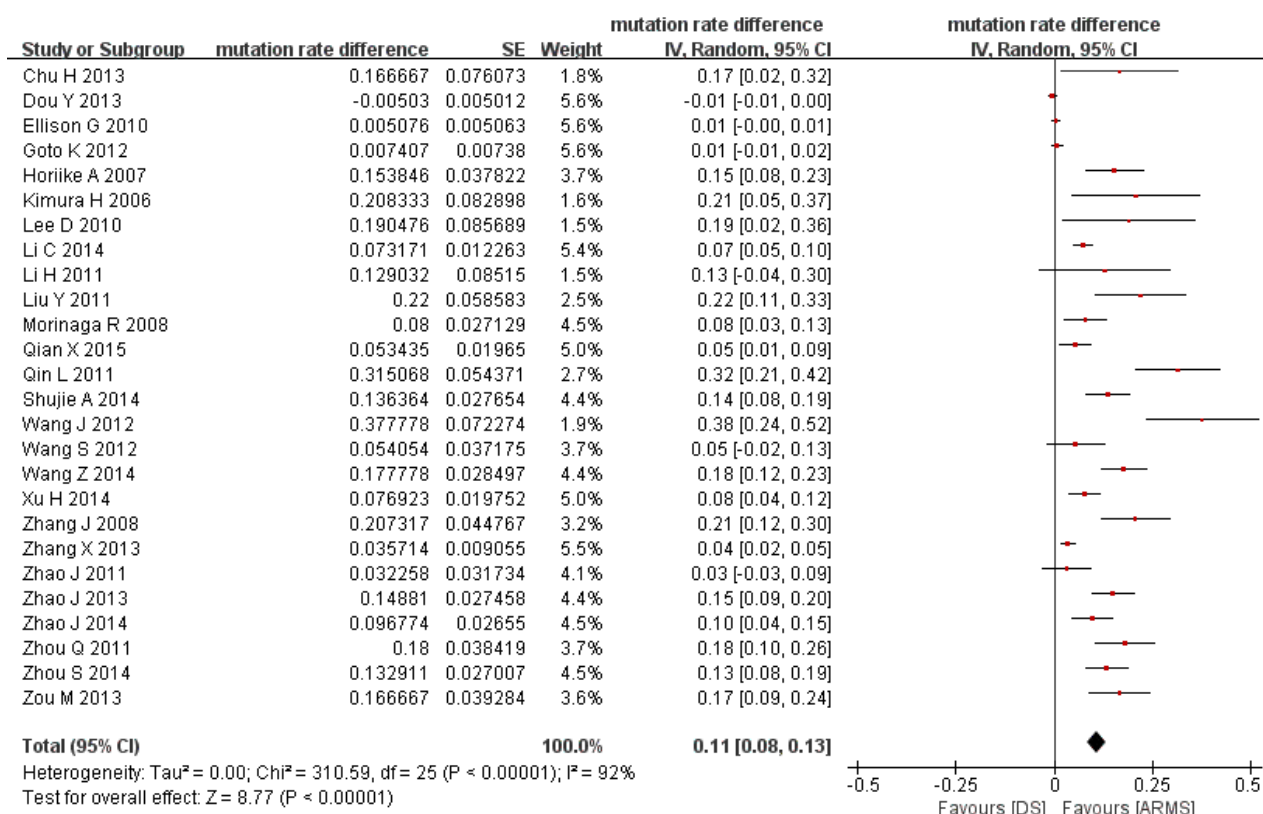 mutation rate difference mutation rate difference
Study or Subgroup mutation rate difference SE Weight IV, Random, 95% CI IV, Random, 95% CI
Chu H 2013 0.166667 0.076073 1.8% 0.17 [0.02, 0.32]
Dou Y 2013 -0.00503 0.005012 5.6% -0.01 [-0.01, 0.00]
Ellison G 2010 0.005076 0.005063 5.6% 0.01 [-0.00, 0.01]
Goto K 2012 0.007407 0.00738 5.6% 0.01 [-0.01, 0.02]
Horiike A 2007 0.153846 0.037822 3.7% 0.15 [0.08, 0.23]
Kimura H 2006 0.208333 0.082898 1.6% 0.21 [0.05, 0.37]
Lee D 2010 0.190476 0.085689 1.5% 0.19 [0.02, 0.36]
Li C 2014 0.073171 0.012263 5.4% 0.07 [0.05, 0.10]
Li H 2011 0.129032 0.08515 1.5% 0.13 [-0.04, 0.30]
Liu Y 2011 0.22 0.058583 2.5% 0.22 [0.11, 0.33]
Morinaga R 2008 0.08 0.027129 4.5% 0.08 [0.03, 0.13]
Qian X 2015 0.053435 0.01965 5.0% 0.05 [0.01, 0.09]
Qin L 2011 0.315068 0.054371 2.7% 0.32 [0.21, 0.42]
Shujie A 2014 0.136364 0.027654 4.4% 0.14 [0.08, 0.19]
Wang J 2012 0.377778 0.072274 1.9% 0.38 [0.24, 0.52]
Wang S 2012 0.054054 0.037175 3.7% 0.05 [-0.02, 0.13]
Wang Z 2014 0.177778 0.028497 4.4% 0.18 [0.12, 0.23]
Xu H 2014 0.076923 0.019752 5.0% 0.08 [0.04, 0.12]
Zhang J 2008 0.207317 0.044767 3.2% 0.21 [0.12, 0.30]
Zhang X 2013 0.035714 0.009055 5.5% 0.04 [0.02, 0.05]
Zhao J 2011 0.032258 0.031734 4.1% 0.03 [-0.03, 0.09]
Zhao J 2013 0.14881 0.027458 4.4% 0.15 [0.09, 0.20]
Zhao J 2014 0.096774 0.02655 4.5% 0.10 [0.04, 0.15]
Zhou Q 2011 0.18 0.038419 3.7% 0.18 [0.10, 0.26]
Zhou S 2014 0.132911 0.027007 4.5% 0.13 [0.08, 0.19]
Zou M 2013 0.166667 0.039284 3.6% 0.17 [0.09, 0.24]
Total (95% CI) 100.0% 0.11 [0.08, 0.13]
Heterogeneity: Tau² = 0.00; Chi² = 310.59, df = 25 (P < 0.00001); I² = 92%
Test for overall effect: Z = 8.77 (P < 0.00001)
-0.5 -0.25 0 0.25 0.5
Favours [DS] Favours [ARMS]